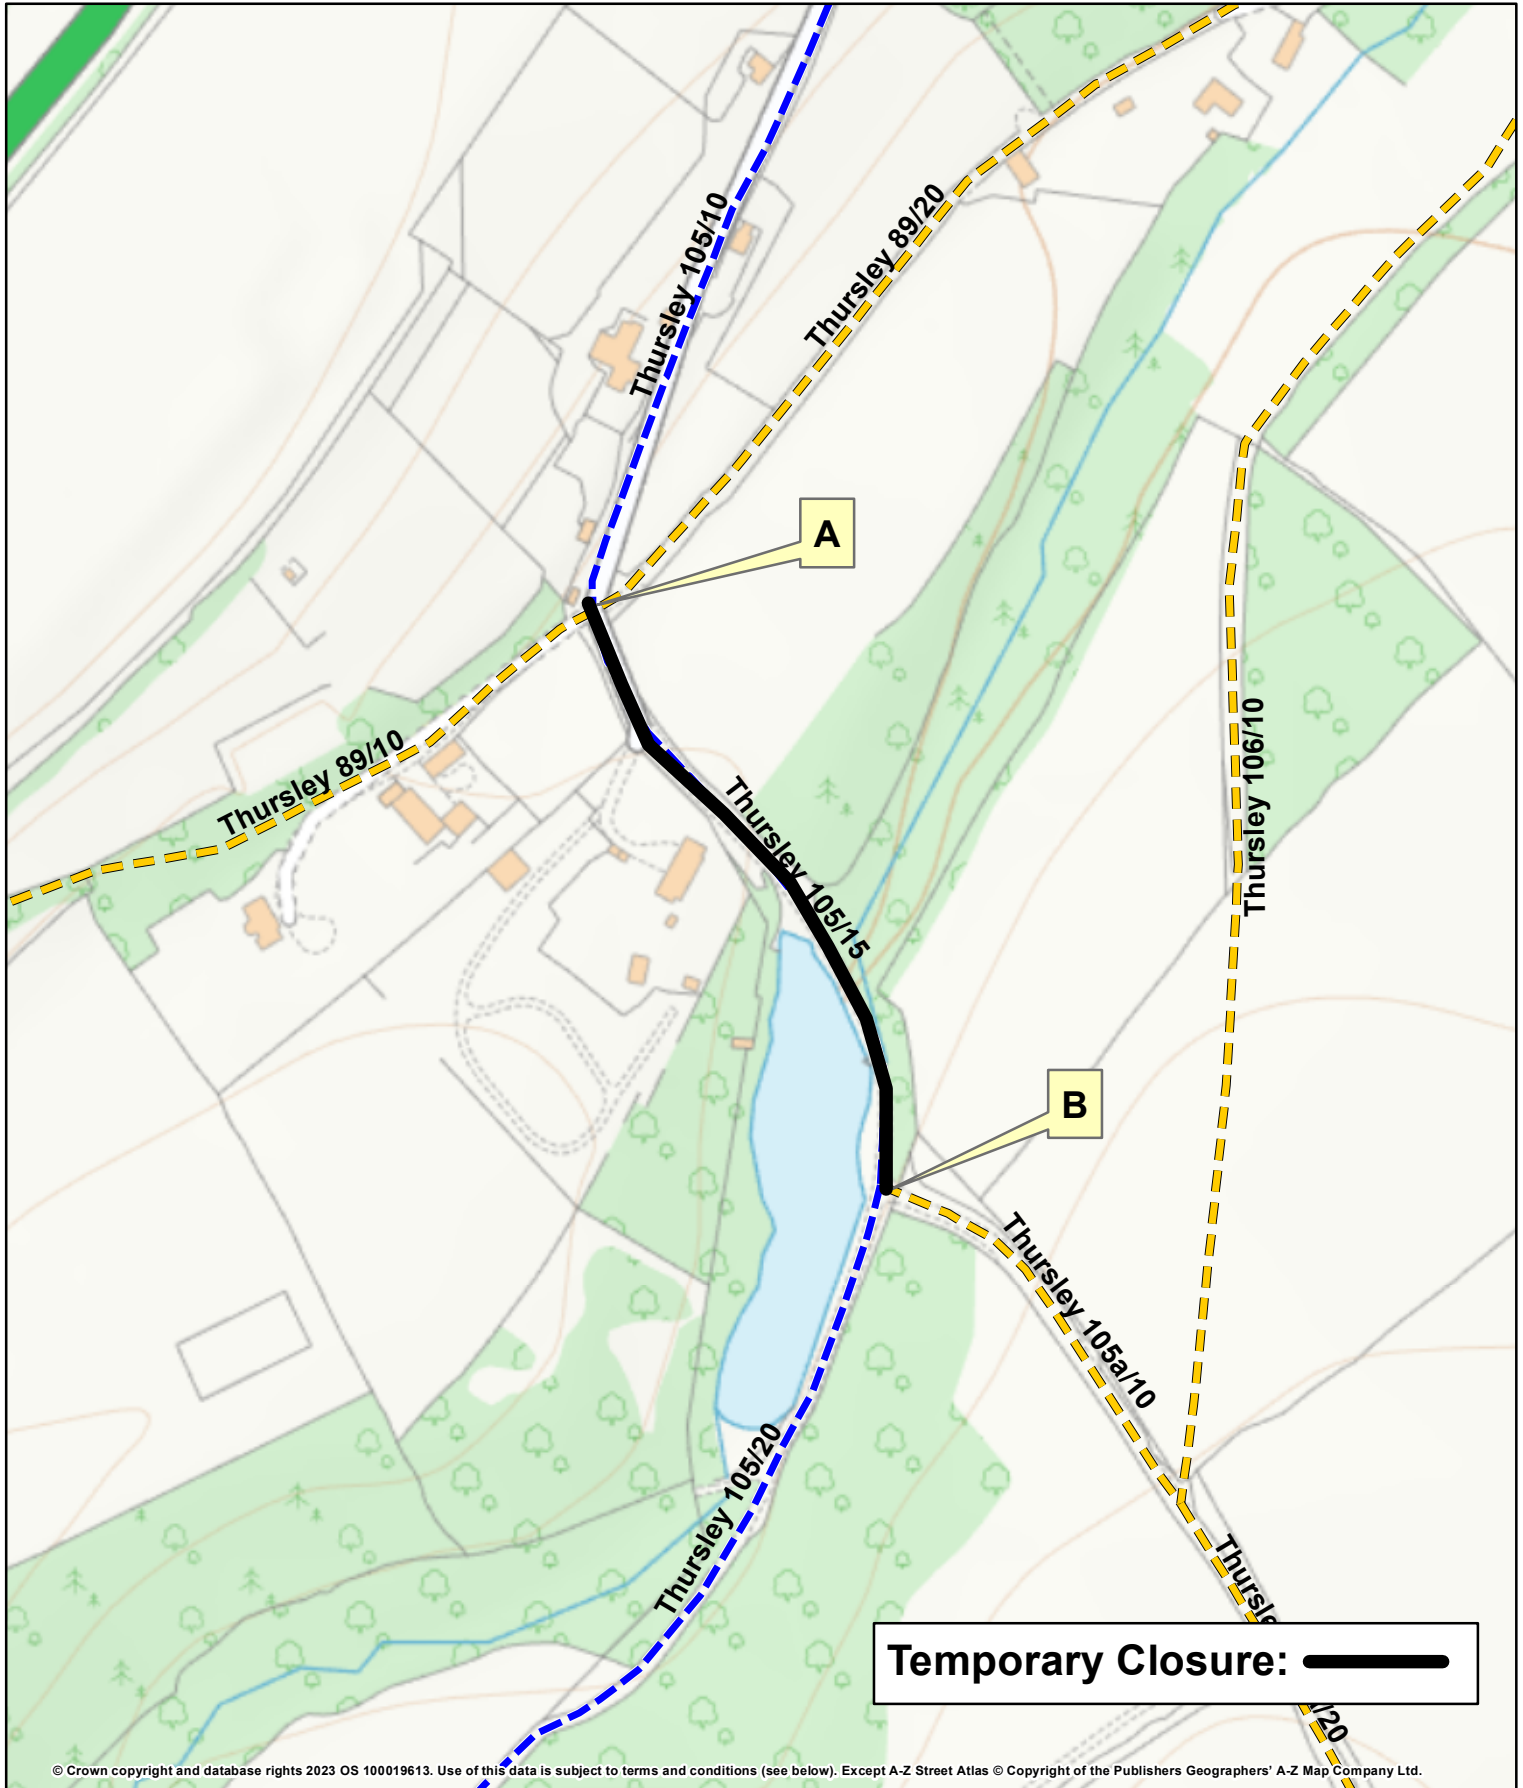 Thursley 105/10
Thursley 89/20
A
Thursley 89/10
Thursley 106/10
Thursley 105/15
B
Thursley 105a/10
Thursley 105/20
Temporary Closure:
/20
© Crown copyright and database rights 2023 OS 100019613. Use of this data is subject to terms and conditions (see below). Except A-Z Street Atlas © Copyright of the Publishers Geographers' A-Z Map Company Ltd.